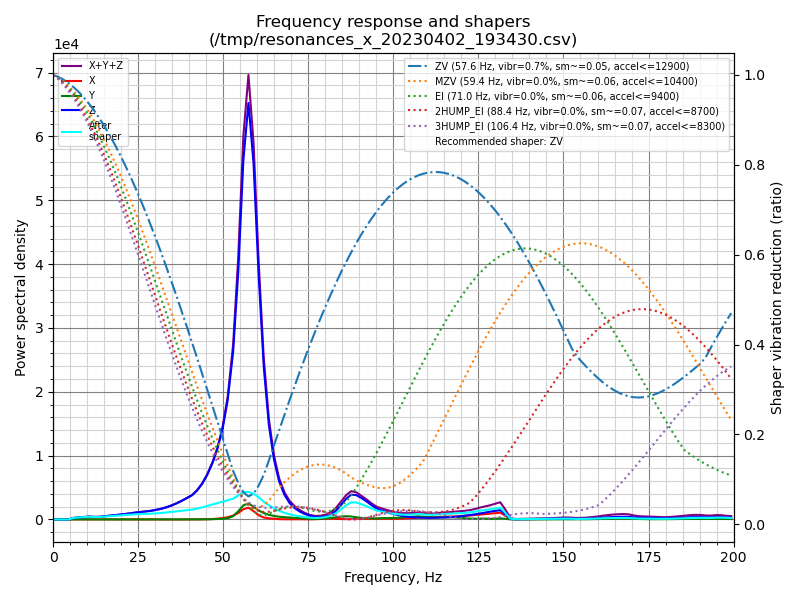 Frequency response and shapers
(/tmp/resonances_x_20230402_193430.csv)
1e4
X+Y+Z
X
Y
Z
After
shaper
ZV (57.6 Hz, vibr=0.7%, sm~=0.05, accel<=12900)
MZV (59.4 Hz, vibr=0.0%, sm~=0.06, accel<=10400)
EI (71.0 Hz, vibr=0.0%, sm~=0.06, accel<=9400)
2HUMP_EI (88.4 Hz, vibr=0.0%, sm~=0.07, accel<=8700)
3HUMP_EI (106.4 Hz, vibr=0.0%, sm~=0.07, accel<=8300)
Recommended shaper: ZV
7
6
5
4
3
2
1
0
Power spectral density
1.0
0.8
0.6
0.4
0.2
0.0
Shaper vibration reduction (ratio)
0 25 50 75 100 125 150 175 200
Frequency, Hz